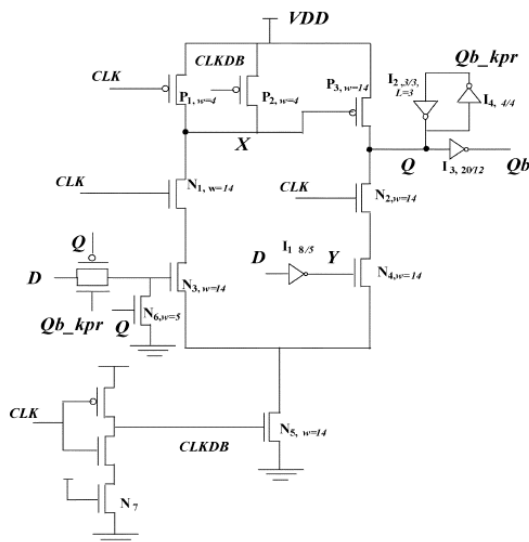 VDD
Qb_kpr
CLKDB
CLK
P1, w=4
P2, w=4
P3, w=14
I2, 3/3, L=3
I4, 4/4
X
Q
Qb
I3, 20/12
CLK
N1, w=14
CLK
N2, w=14
Q
D
I1 8/5
Y
D
N3, w=14
N4, w=14
Qb_kpr
Q
N6, w=5
CLK
CLKDB
N5, w=14
N7